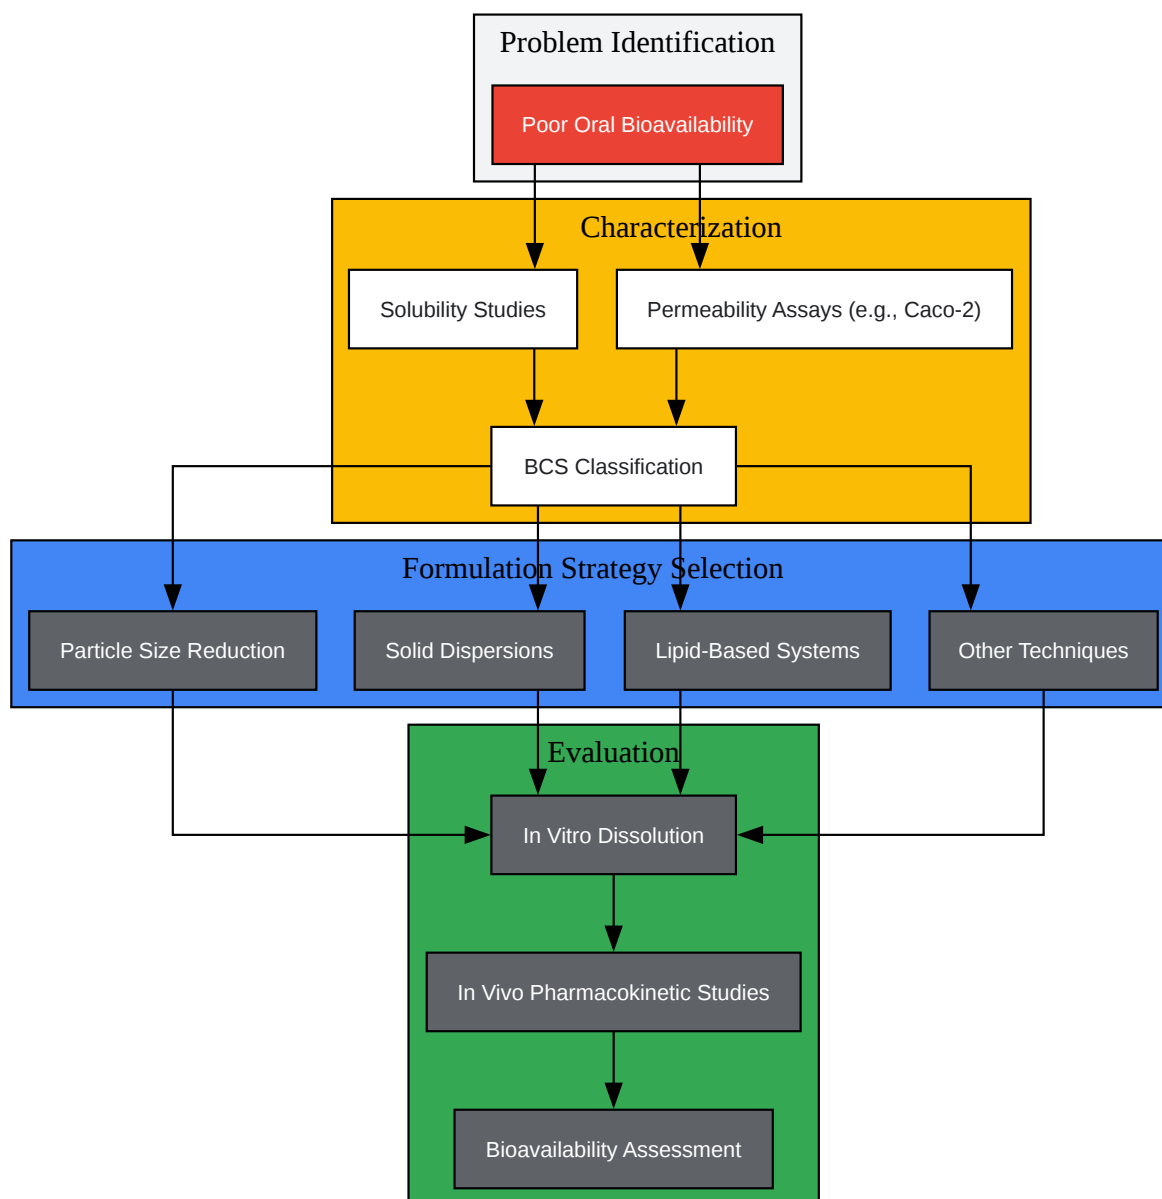 Problem Identification
Poor Oral Bioavailability
Characterization
Solubility Studies
Permeability Assays (e.g., Caco-2)
BCS Classification
Formulation Strategy Selection
Particle Size Reduction
Solid Dispersions
Lipid-Based Systems
Other Techniques
Evaluation
In Vitro Dissolution
In Vivo Pharmacokinetic Studies
Bioavailability Assessment